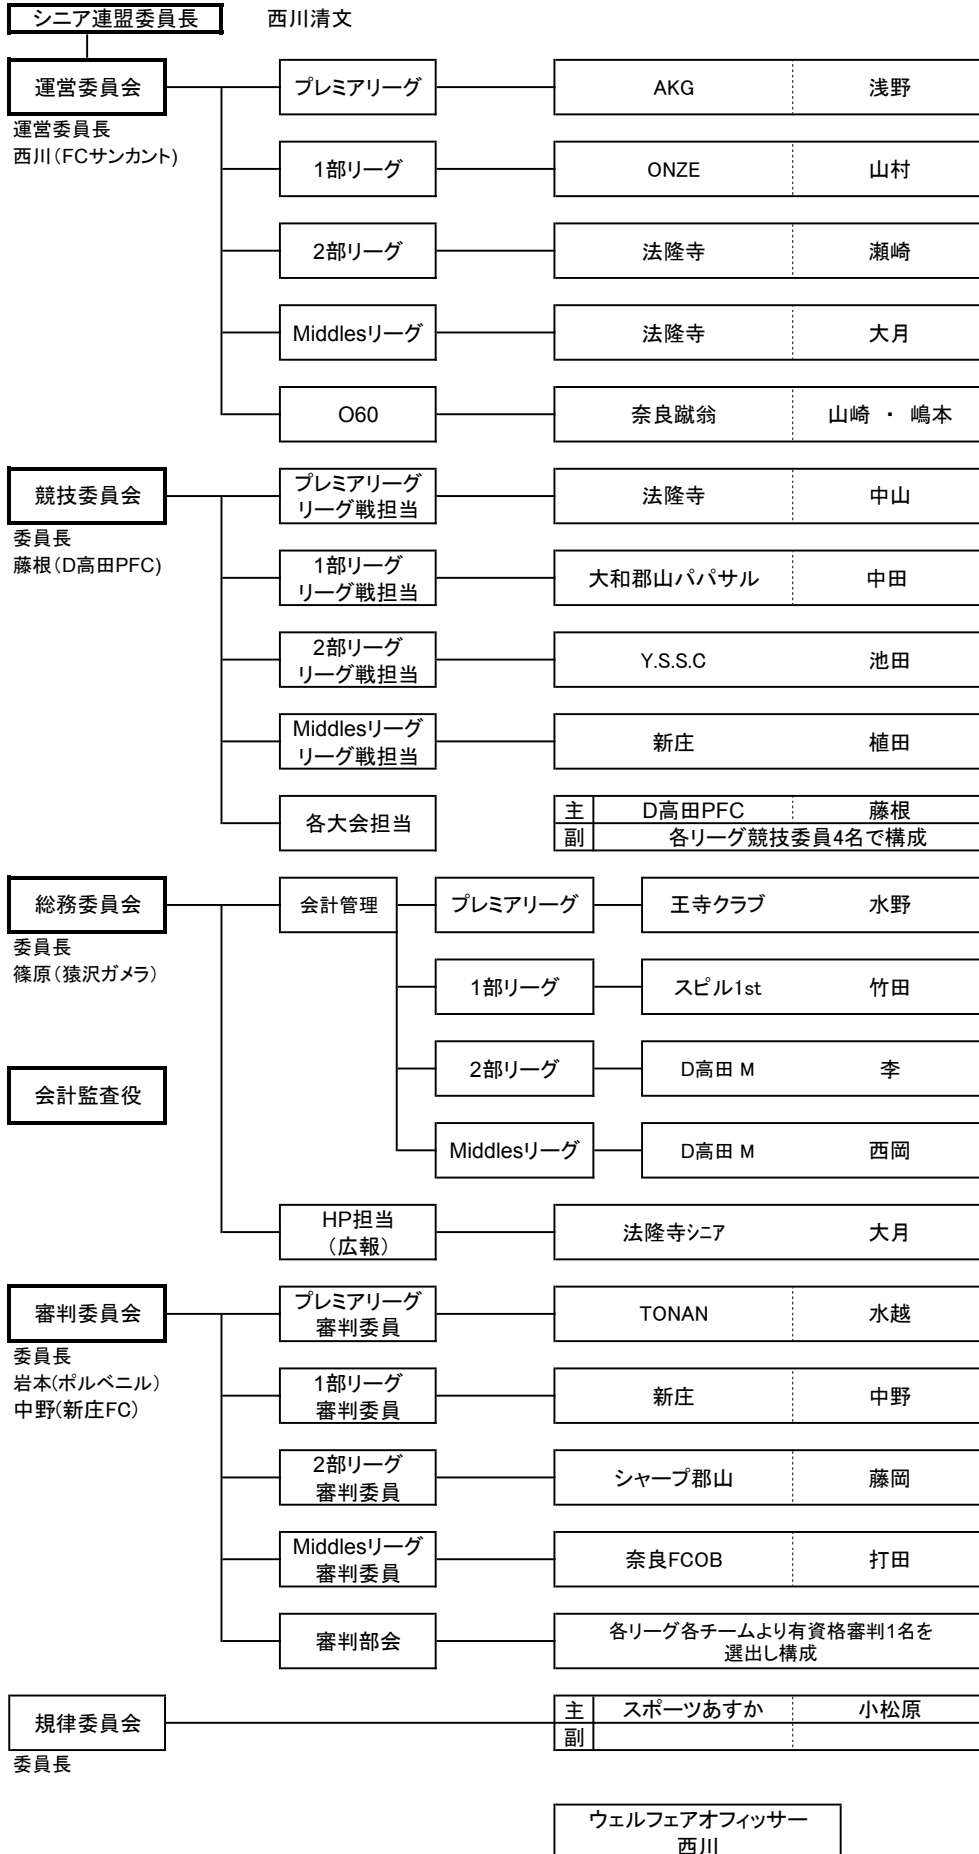 シニア連盟委員長 西川清文
運営委員会 プレミアリーグ AKG 浅野
運営委員長
西川(FCサンカント)
1部リーグ ONZE 山村
2部リーグ 法隆寺 瀬崎
Middlesリーグ 法隆寺 大月
O60 奈良蹴翁 山崎 ・ 嶋本
競技委員会 プレミアリーグ
リーグ戦担当 法隆寺 中山
委員長
藤根(D高田PFC)
1部リーグ
リーグ戦担当 大和郡山パパサル 中田
2部リーグ
リーグ戦担当 Y.S.S.C 池田
Middlesリーグ
リーグ戦担当 新庄 植田
各大会担当 主 D高田PFC 藤根
副 各リーグ競技委員4名で構成
総務委員会 会計管理 プレミアリーグ 王寺クラブ 水野
委員長
篠原(猿沢ガメラ)
1部リーグ スピル1st 竹田
会計監査役
2部リーグ D高田 M 李
Middlesリーグ D高田 M 西岡
HP担当
(広報) 法隆寺シニア 大月
審判委員会 プレミアリーグ
審判委員 TONAN 水越
委員長
岩本(ポルベニル)
中野(新庄FC)
1部リーグ
審判委員 新庄 中野
2部リーグ
審判委員 シャープ郡山 藤岡
Middlesリーグ
審判委員 奈良FCOB 打田
審判部会 各リーグ各チームより有資格審判1名を
選出し構成
規律委員会 主 スポーツあすか 小松原
副
委員長
ウェルフェアオフィッサー
西川